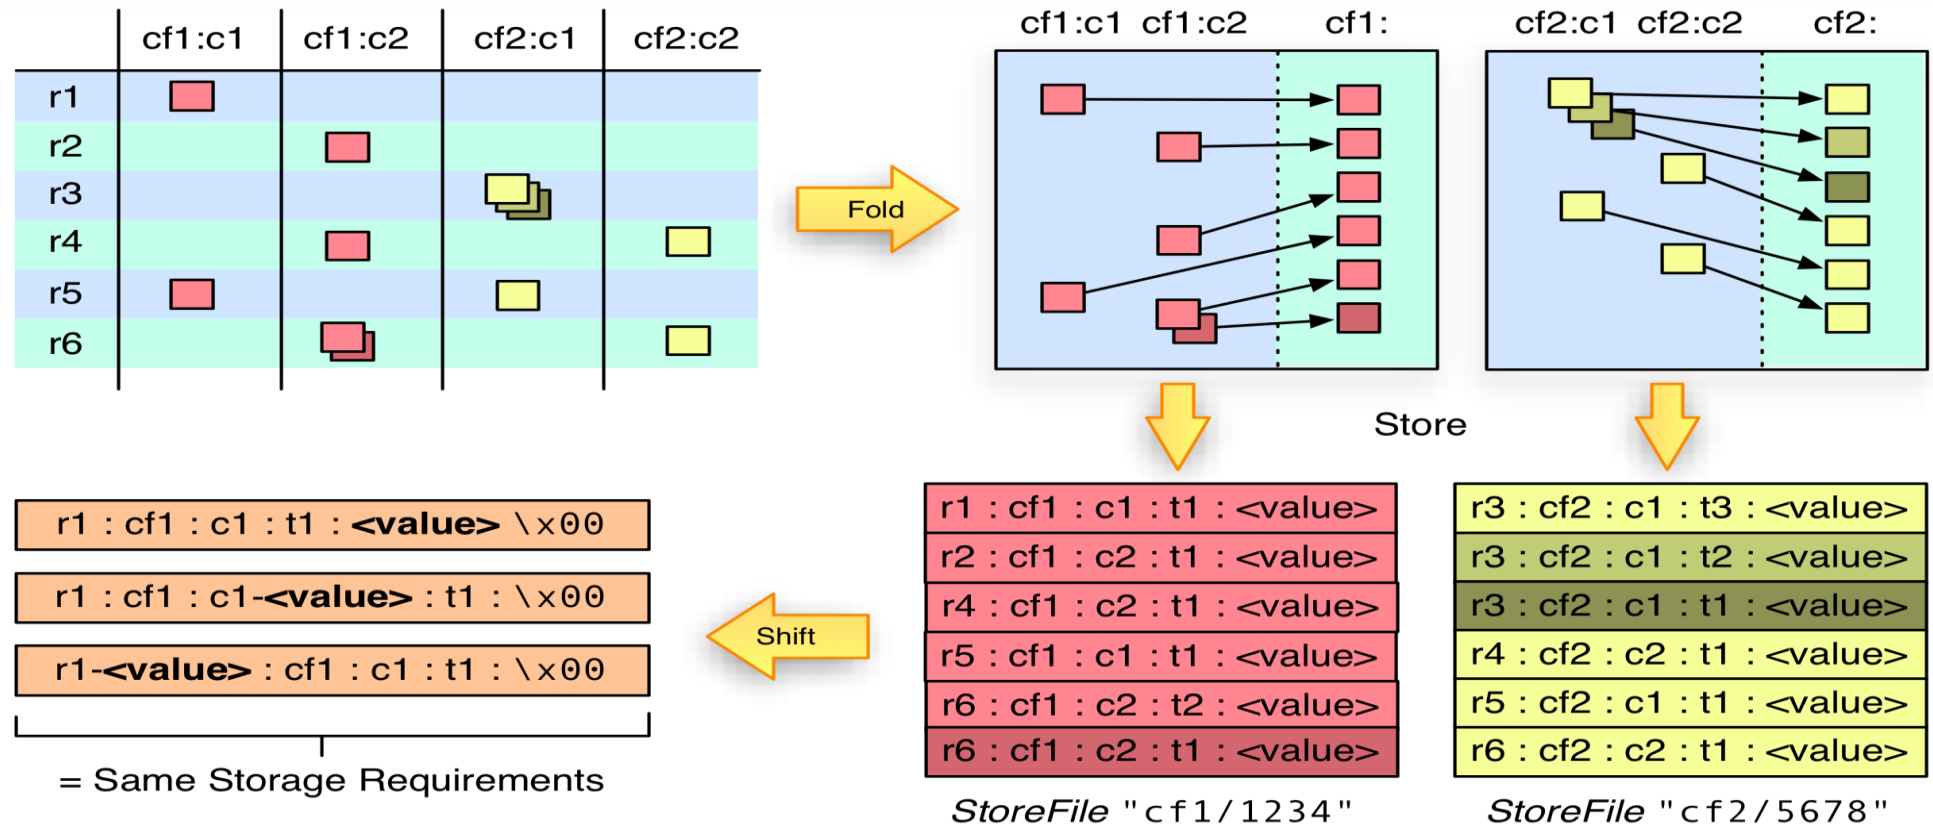 cf1:c1 cf1:c2 cf2:c1 cf2:c2
r1
r2
r3
r4
r5
r6
Fold
cf1:c1 cf1:c2 cf1:
cf2:c1 cf2:c2 cf2:
Store
r1 : cf1 : c1 : t1 : <value>
r2 : cf1 : c2 : t1 : <value>
r4 : cf1 : c2 : t1 : <value>
r5 : cf1 : c1 : t1 : <value>
r6 : cf1 : c2 : t2 : <value>
r6 : cf1 : c2 : t1 : <value>
StoreFile "cf1/1234"
r3 : cf2 : c1 : t3 : <value>
r3 : cf2 : c1 : t2 : <value>
r3 : cf2 : c1 : t1 : <value>
r4 : cf2 : c2 : t1 : <value>
r5 : cf2 : c1 : t1 : <value>
r6 : cf2 : c2 : t1 : <value>
StoreFile "cf2/5678"
Shift
r1 : cf1 : c1 : t1 : <value> \x00
r1 : cf1 : c1-<value> : t1 : \x00
r1-<value> : cf1 : c1 : t1 : \x00
= Same Storage Requirements